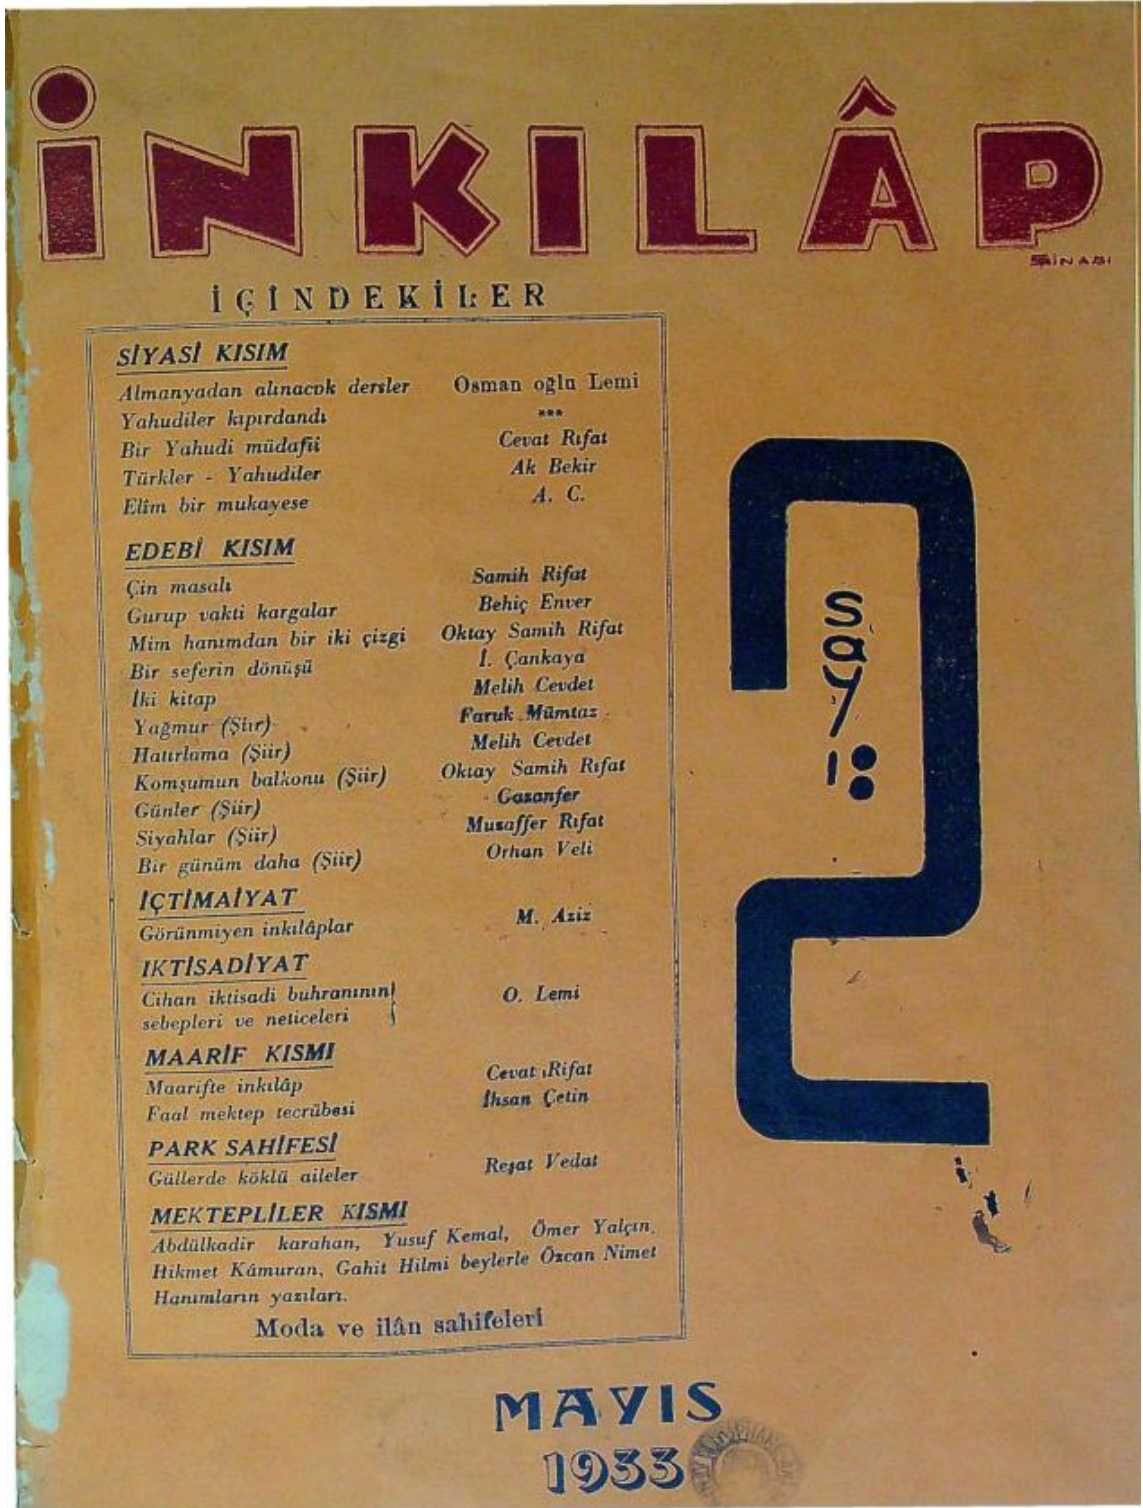 İNKILÂP
ŞİNASİ
İÇİNDEKİLER
SİYASİ KISIM
Almanyadan alınacok dersler Osman oğlu Lemi
Yahudiler kıpırdandı ***
Bir Yahudi müdafii Cevat Rıfat
Türkler - Yahudiler Ak Bekir
Elîm bir mukayese A. C.
EDEBİ KISIM
Çin masalı Samih Rifat
Gurup vakti kargalar Behiç Enver
Mim hanımdan bir iki çizgi Oktay Samih Rifat
Bir seferin dönüşü İ. Çankaya
İki kitap Melih Cevdet
Yağmur (Şiir) Faruk Mümtaz
Hatırlama (Şiir) Melih Cevdet
Komşumun balkonu (Şiir) Oktay Samih Rıfat
Günler (Şiir) Gazanfer
Siyahlar (Şiir) Muzaffer Rıfat
Bir günüm daha (Şiir) Orhan Veli
İÇTİMAİYAT
Görünmiyen inkılâplar M. Aziz
IKTİSADİYAT
Cihan iktisadi buhranının
sebepleri ve neticeleri O. Lemi
MAARİF KISMI
Maarifte inkılâp Cevat Rifat
Faal mektep tecrübesi İhsan Çetin
PARK SAHİFESİ
Güllerde köklü aileler Reşat Vedat
MEKTEPLİLER KISMI
Abdülkadir karahan, Yusuf Kemal, Ömer Yalçın,
Hikmet Kâmuran, Gahit Hilmi beylerle Özcan Nimet
Hanımların yazıları.
Moda ve ilân sahifeleri
2
sayı:
MAYIS
1933